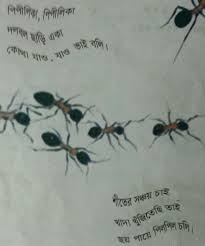 পিপীলিকা, পিপীলিকা
দলবল ছাড়ি একা
কোথা যাও, যাও ভাই বলি।
শীতের সঞ্চয় চাই
খাদ্য খুঁজিতেছি তাই
ছয় পায়ে পিলপিল চলি।